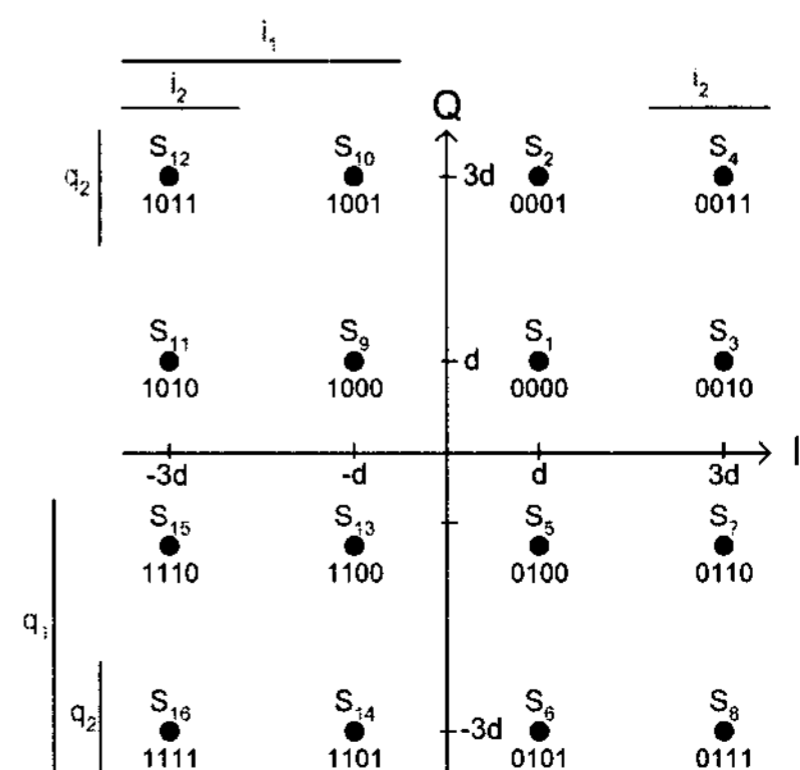 i1
i2 i2
Q
S12 S10 S2 S4
q2 3d
1011 1001 0001 0011
S11 S9 S1 S3
d
1010 1000 0000 0010
I
-3d -d d 3d
S15 S13 S5 S7
1110 1100 0100 0110
q1
S16 S14 S6 S8
q2 -3d
1111 1101 0101 0111